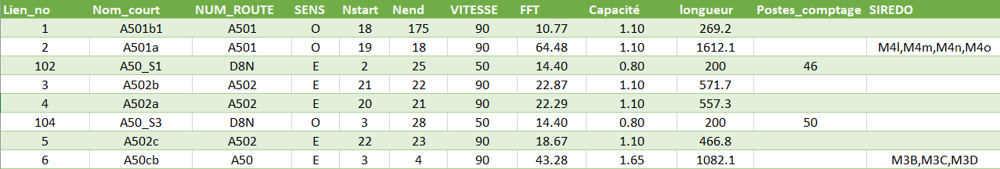 Lien_no Nom_court NUM_ROUTE SENS Nstart Nend VITESSE FFT Capacité longueur Postes_comptage SIREDO
1 A501b1 A501 O 18 175 90 10.77 1.10 269.2
2 A501a A501 O 19 18 90 64.48 1.10 1612.1 M4l,M4m,M4n,M4o
102 A50_S1 D8N E 2 25 50 14.40 0.80 200 46
3 A502b A502 E 21 22 90 22.87 1.10 571.7
4 A502a A502 E 20 21 90 22.29 1.10 557.3
104 A50_S3 D8N O 3 28 50 14.40 0.80 200 50
5 A502c A502 E 22 23 90 18.67 1.10 466.8
6 A50cb A50 E 3 4 90 43.28 1.65 1082.1 M3B,M3C,M3D